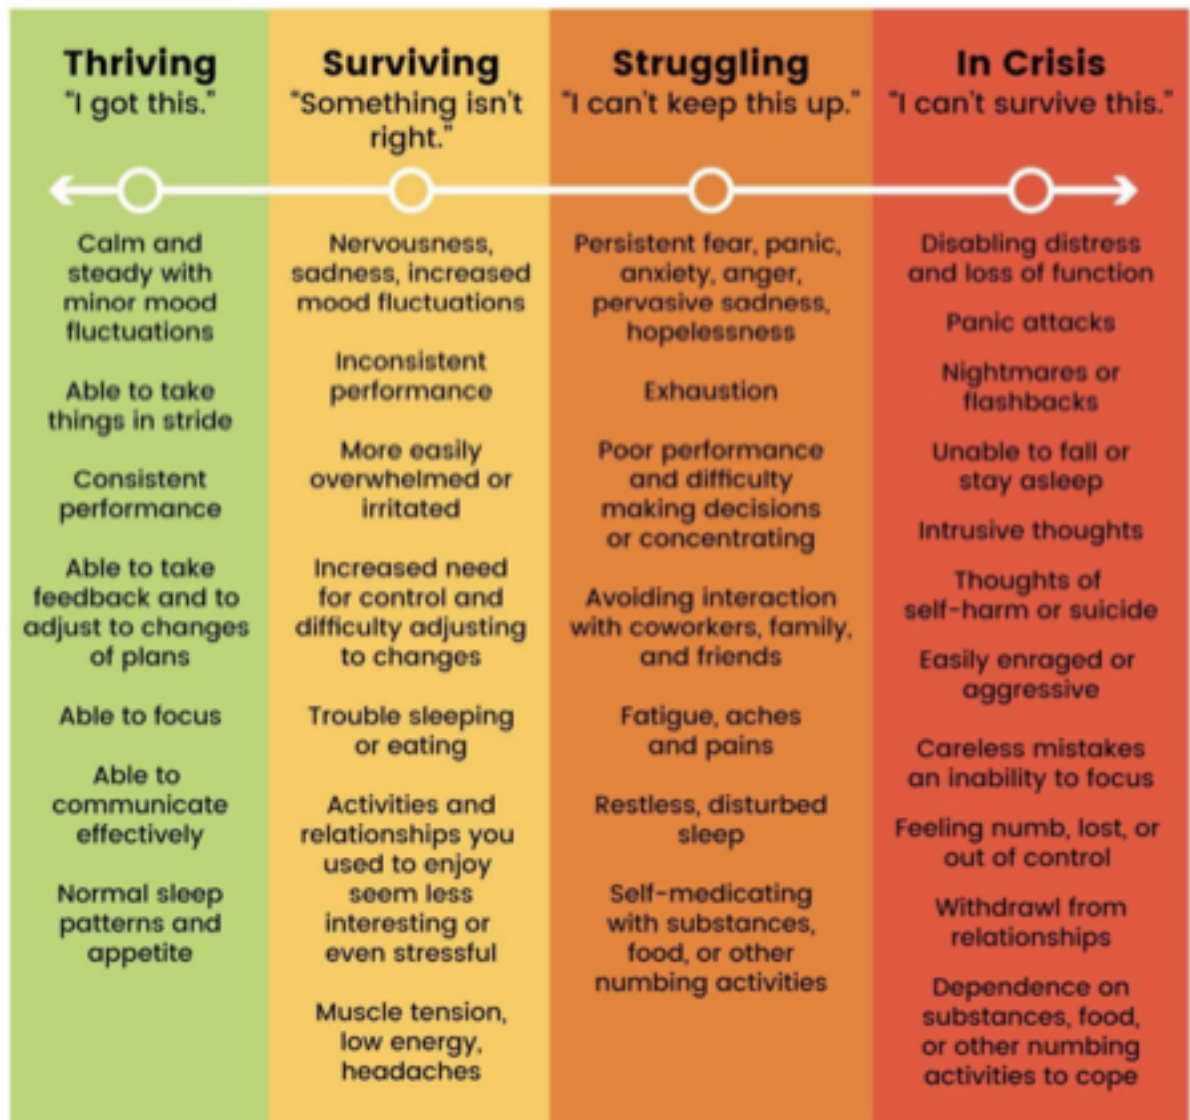 Thriving
"I got this."
Calm and
steady with
minor mood
fluctuations
Able to take
things in stride
Consistent
performance
Able to take
feedback and to
adjust to changes
of plans
Able to focus
Able to
communicate
effectively
Normal sleep
patterns and
appetite
Surviving
"Something isn't
right."
Nervousness,
sadness, increased
mood fluctuations
Inconsistent
performance
More easily
overwhelmed or
irritated
Increased need
for control and
difficulty adjusting
to changes
Trouble sleeping
or eating
Activities and
relationships you
used to enjoy
seem less
interesting or
even stressful
Muscle tension,
low energy,
headaches
Struggling
"I can't keep this up."
Persistent fear, panic,
anxiety, anger,
pervasive sadness,
hopelessness
Exhaustion
Poor performance
and difficulty
making decisions
or concentrating
Avoiding interaction
with coworkers, family,
and friends
Fatigue, aches
and pains
Restless, disturbed
sleep
Self-medicating
with substances,
food, or other
numbing activities
In Crisis
"I can't survive this."
Disabling distress
and loss of function
Panic attacks
Nightmares or
flashbacks
Unable to fall or
stay asleep
Intrusive thoughts
Thoughts of
self-harm or suicide
Easily enraged or
aggressive
Careless mistakes
an inability to focus
Feeling numb, lost, or
out of control
Withdrawl from
relationships
Dependence on
substances, food,
or other numbing
activities to cope